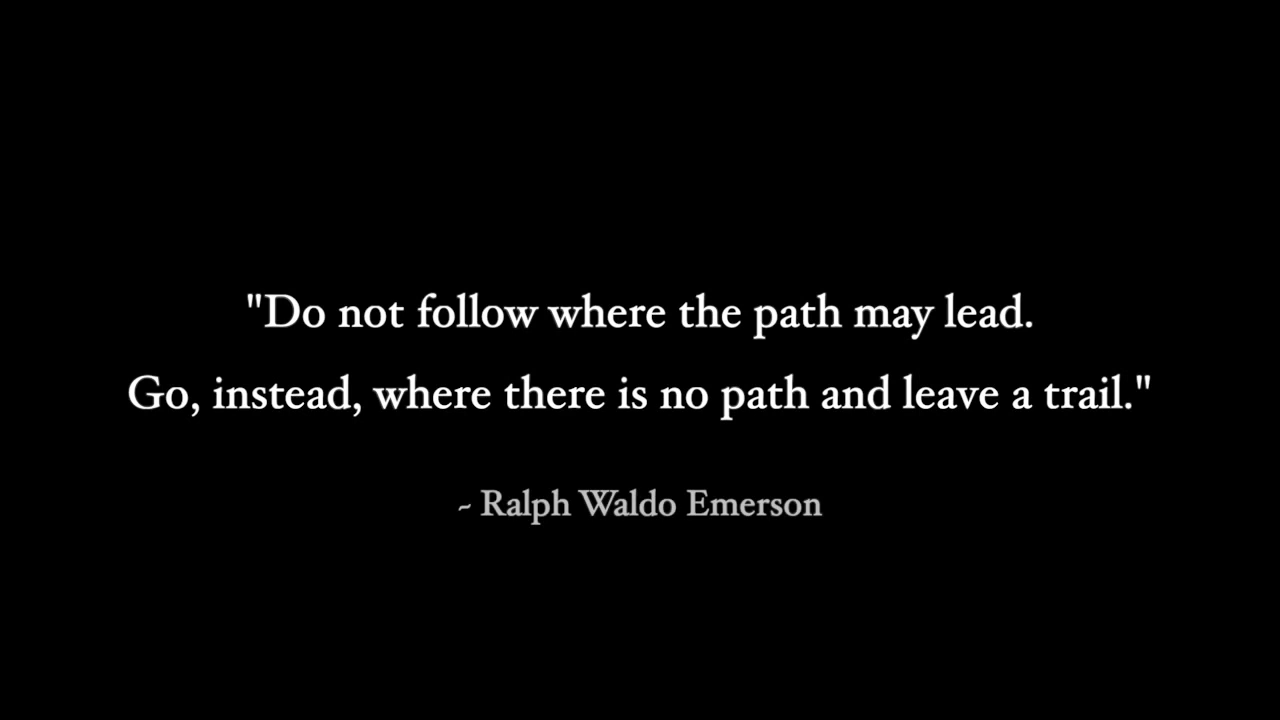 "Do not follow where the path may lead.
Go, instead, where there is no path and leave a trail."
~ Ralph Waldo Emerson